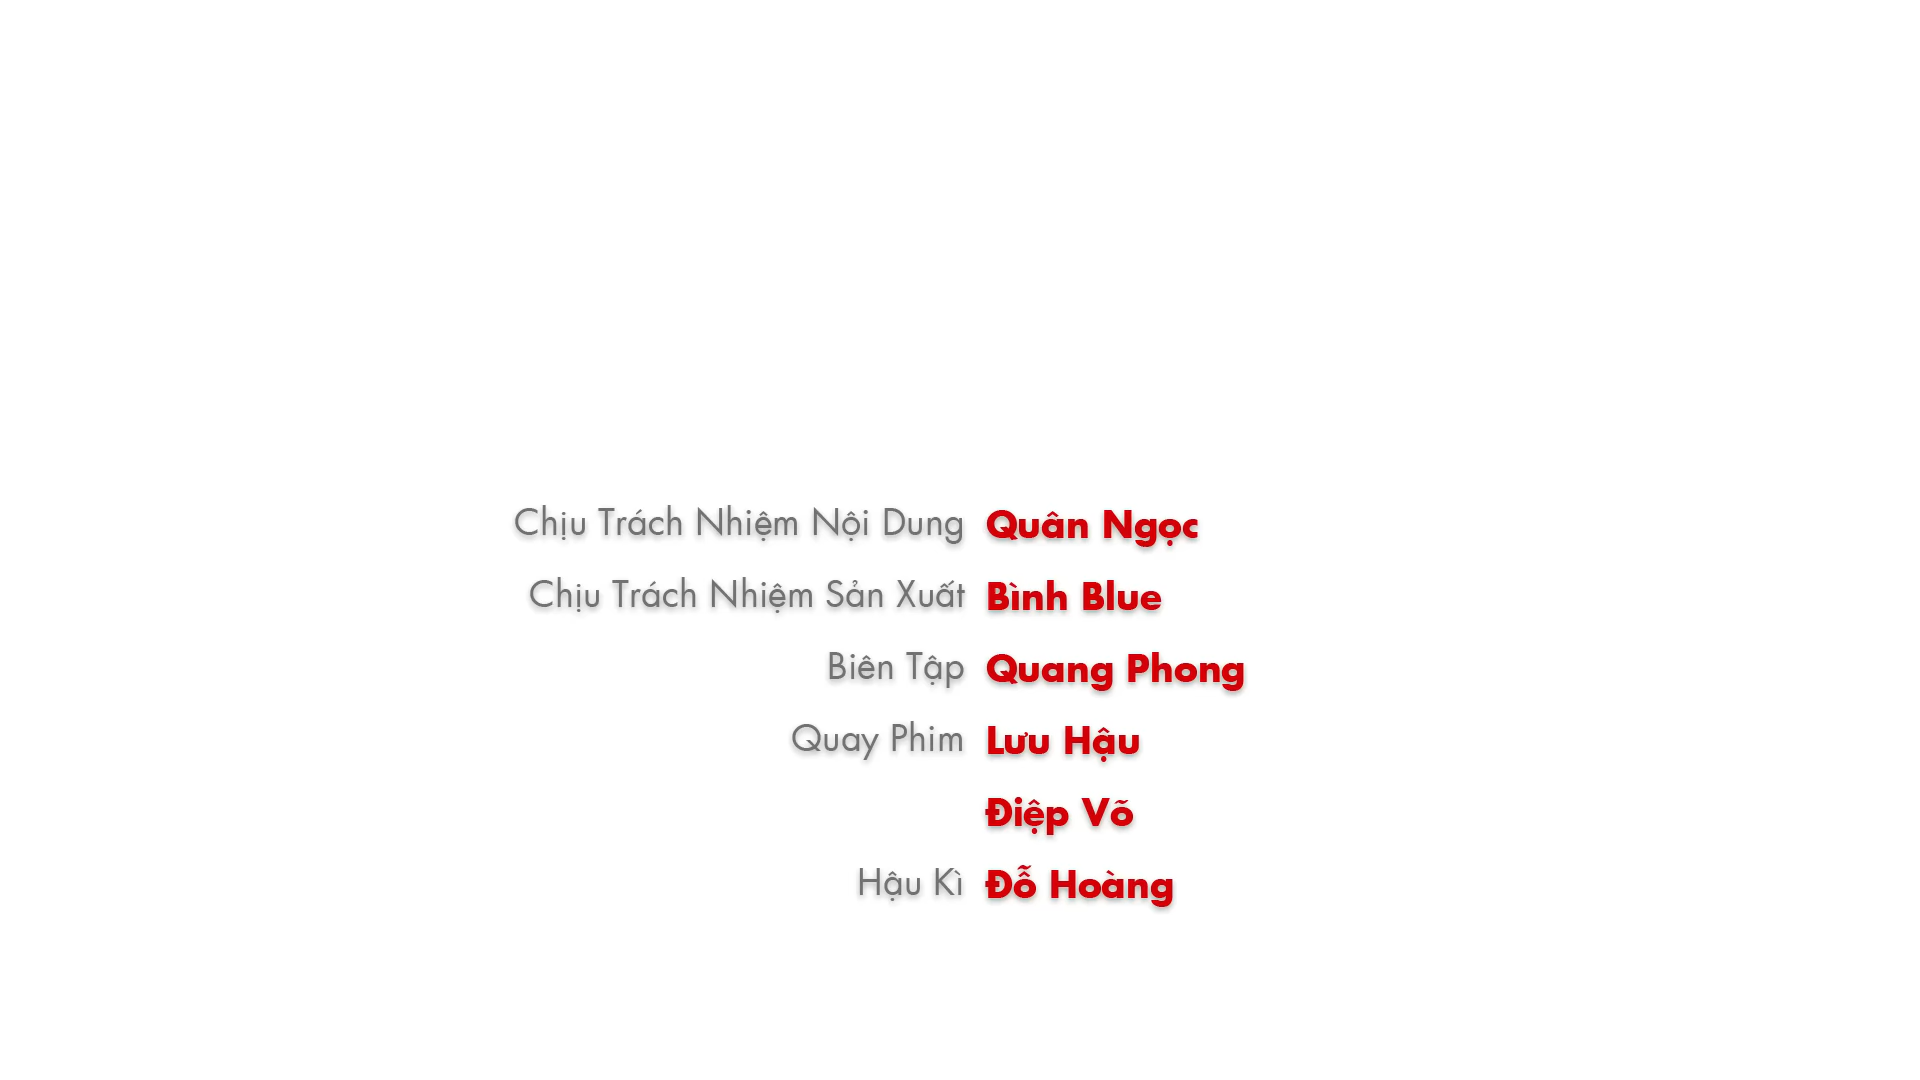 Chịu Trách Nhiệm Nội Dung Quân Ngọc
Chịu Trách Nhiệm Sản Xuất Bình Blue
Biên Tập Quang Phong
Quay Phim Lưu Hậu
Điệp Võ
Hậu Kì Đỗ Hoàng